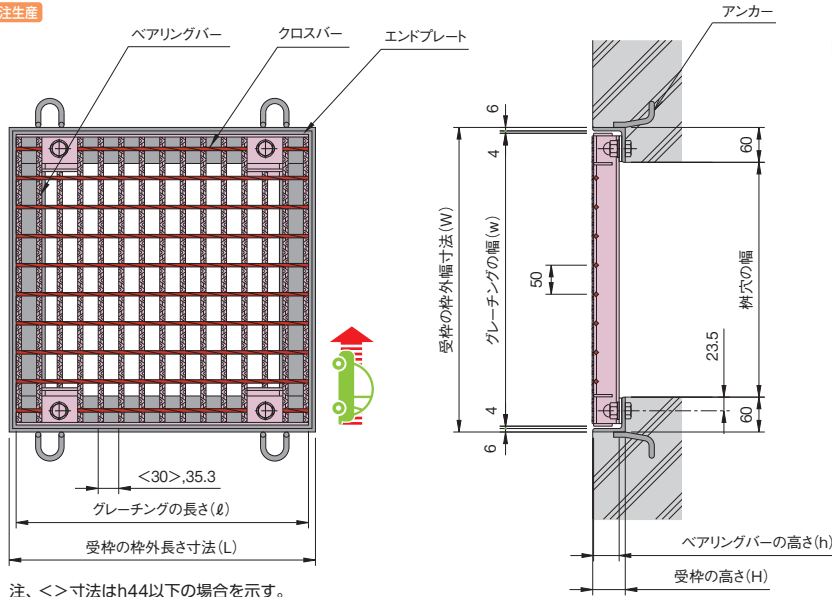 注生産
ベアリングバー
クロスバー
エンドプレート
アンカー
6
4
受枠の枠外幅寸法(W)
グレーチングの幅(w)
50
4
6
60
桝穴の幅
23.5
60
<30>,35.3
グレーチングの長さ(ℓ)
受枠の枠外長さ寸法(L)
ベアリングバーの高さ(h)
受枠の高さ(H)
注、<>寸法はh44以下の場合を示す。